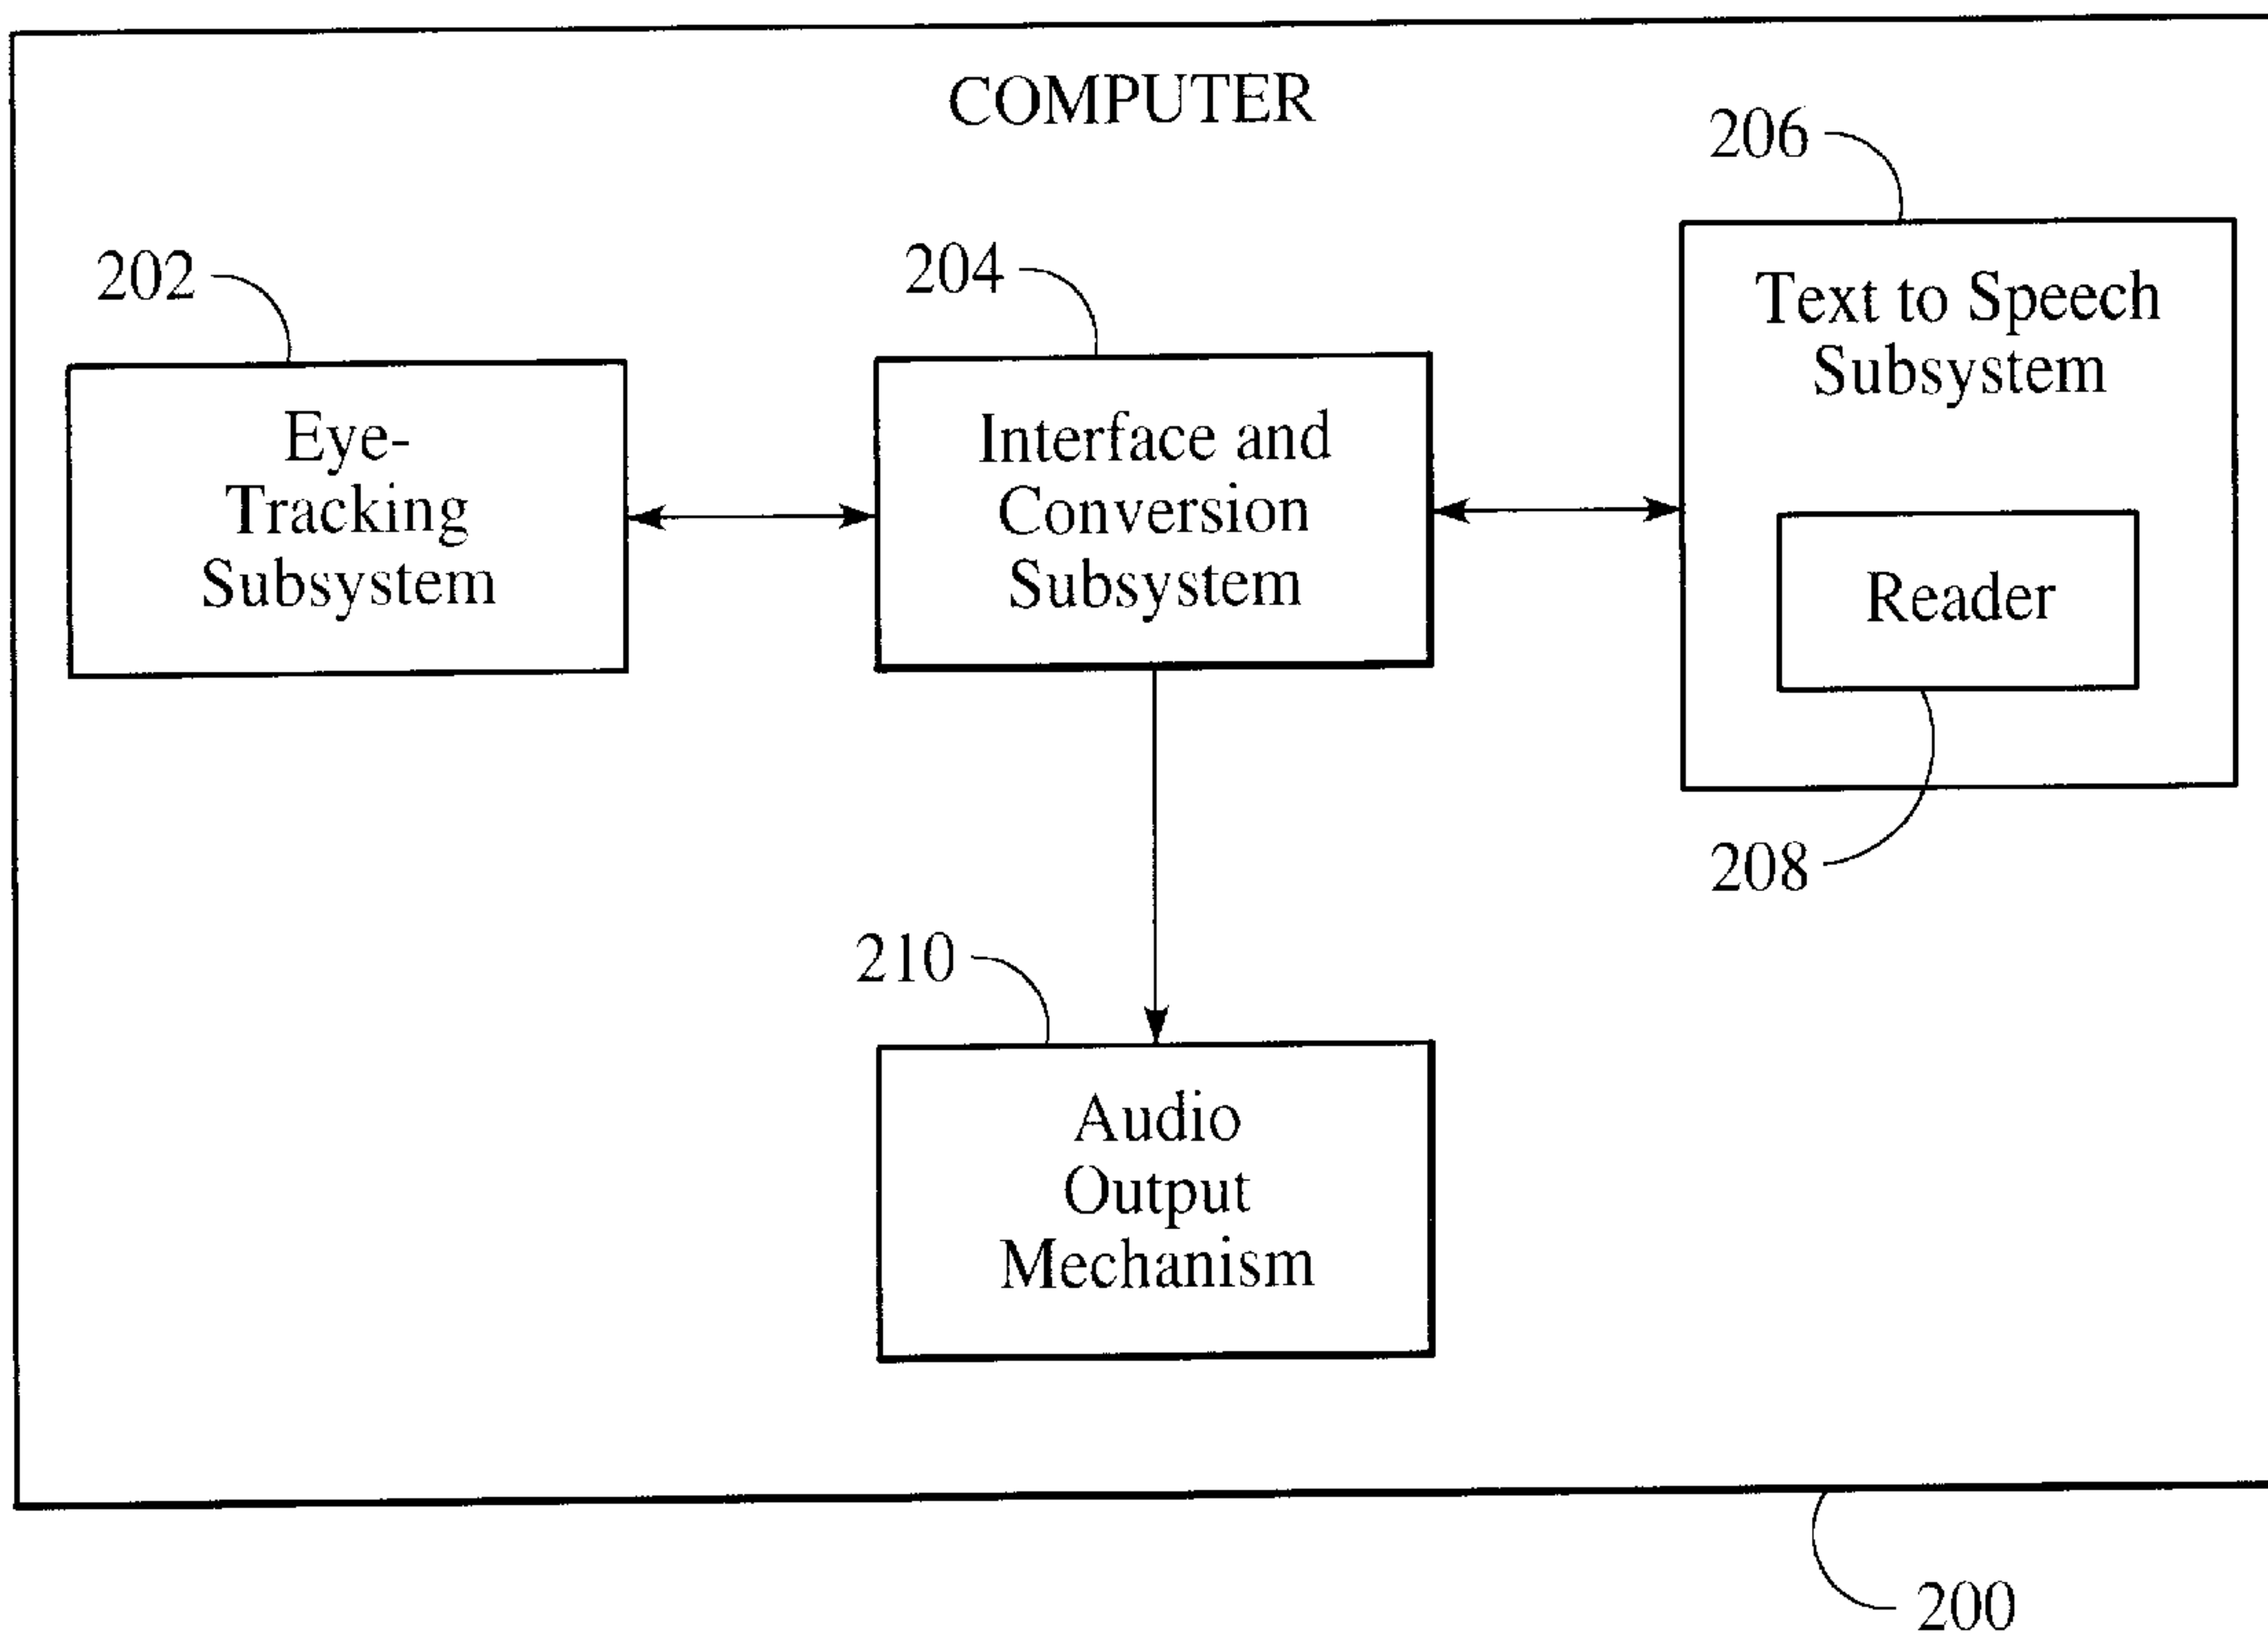 COMPUTER
206
202
204
Text to Speech
Subsystem
Eye-
Tracking
Subsystem
Interface and
Conversion
Subsystem
Reader
208
210
Audio
Output
Mechanism
200